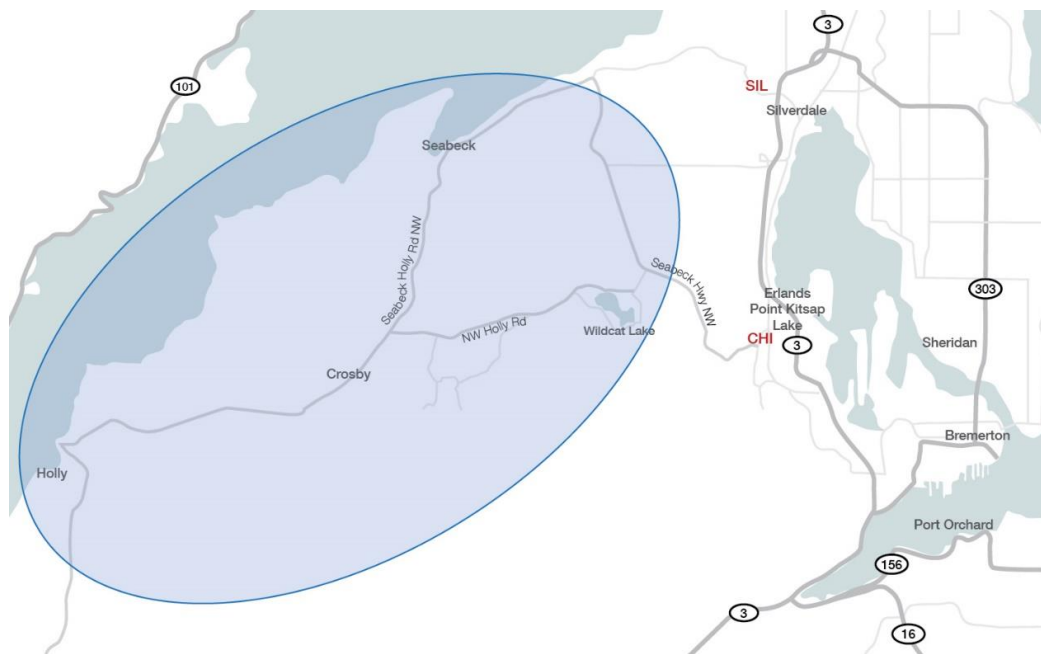 3
101
SIL
Silverdale
Seabeck
Seabeck Holly Rd NW
Seabeck Hwy NW
303
Erlands
Point Kitsap
Lake
NW Holly Rd
Wildcat Lake
CHI
3
Sheridan
Crosby
Bremerton
Holly
Port Orchard
156
3
16